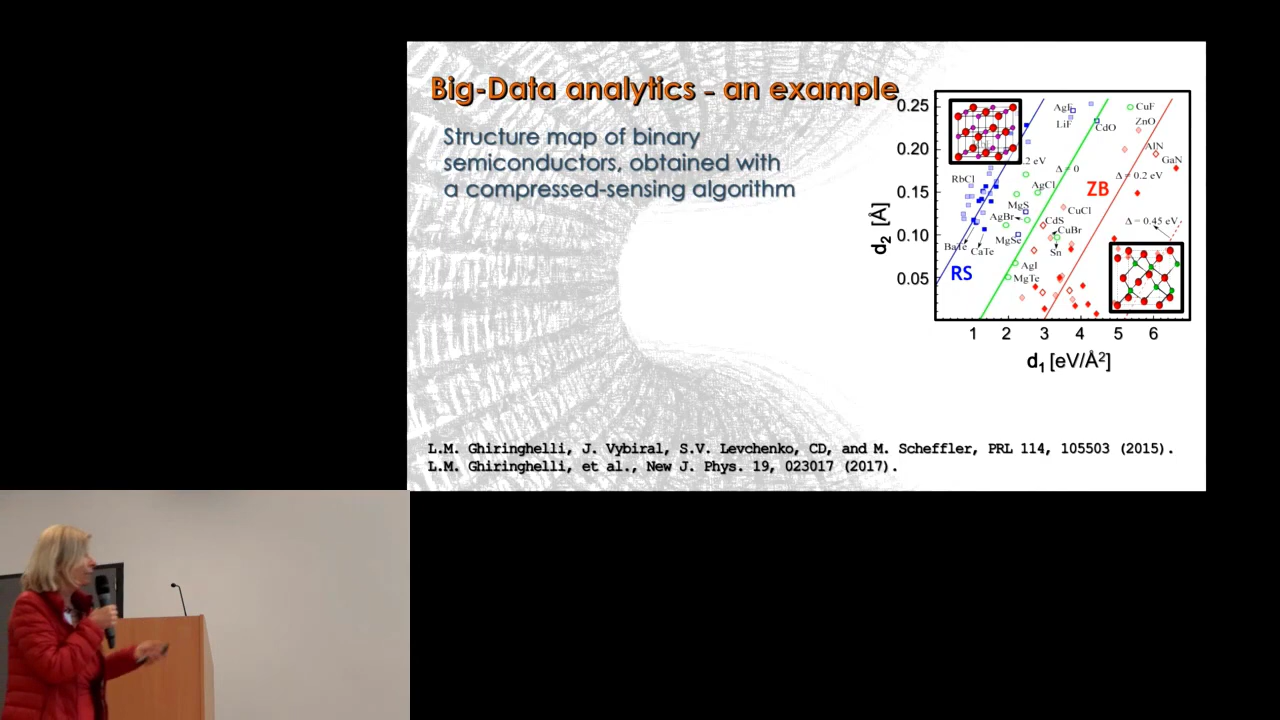 Big-Data analytics - an example
Structure map of binary
semiconductors, obtained with
a compressed-sensing algorithm
0.25
0.20
0.15
0.10
0.05
d2 [Å]
1 2 3 4 5 6
d1 [eV/Å²]
AgF
LiF
CuF
CdO
ZnO
AlN
GaN
.2 eV
Δ = 0
Δ = 0.2 eV
RbCl
AgCl
ZB
MgS
CuCl
AgBr
CdS
CuBr
Δ = 0.45 eV
MgSe
BaTe
CaTe
Sn
RS
AgI
MgTe
L.M. Ghiringhelli, J. Vybiral, S.V. Levchenko, CD, and M. Scheffler, PRL 114, 105503 (2015).
L.M. Ghiringhelli, et al., New J. Phys. 19, 023017 (2017).